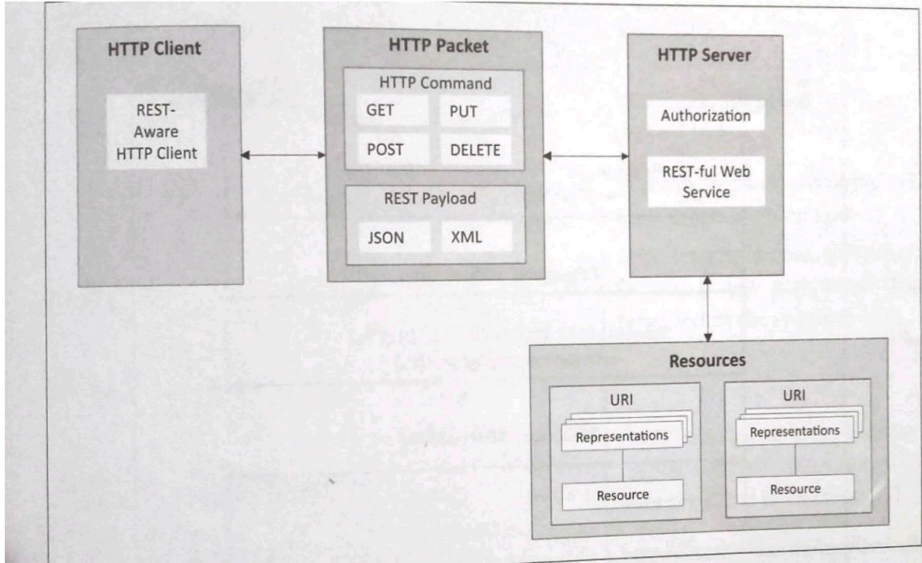 HTTP Client
REST-
Aware
HTTP Client
HTTP Packet
HTTP Command
GET
PUT
POST
DELETE
REST Payload
JSON
XML
HTTP Server
Authorization
REST-ful Web
Service
Resources
URI
Representations
Resource
URI
Representations
Resource